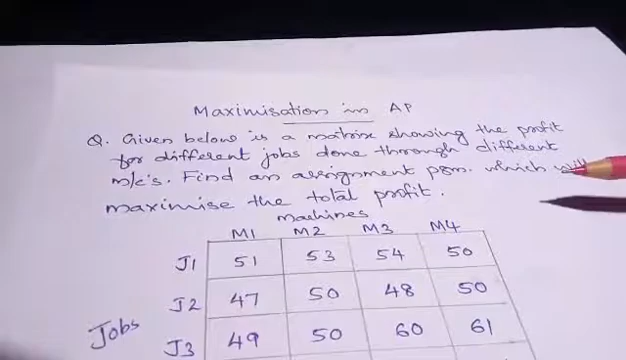 Maximisation in AP
Q. Given below is a matrix showing the profit
for different jobs done through different
m/c's. Find an assignment pgm. which will
maximise the total profit.
machines
M1 M2 M3 M4
J1 51 53 54 50
J2 47 50 48 50
Jobs
J3 49 50 60 61